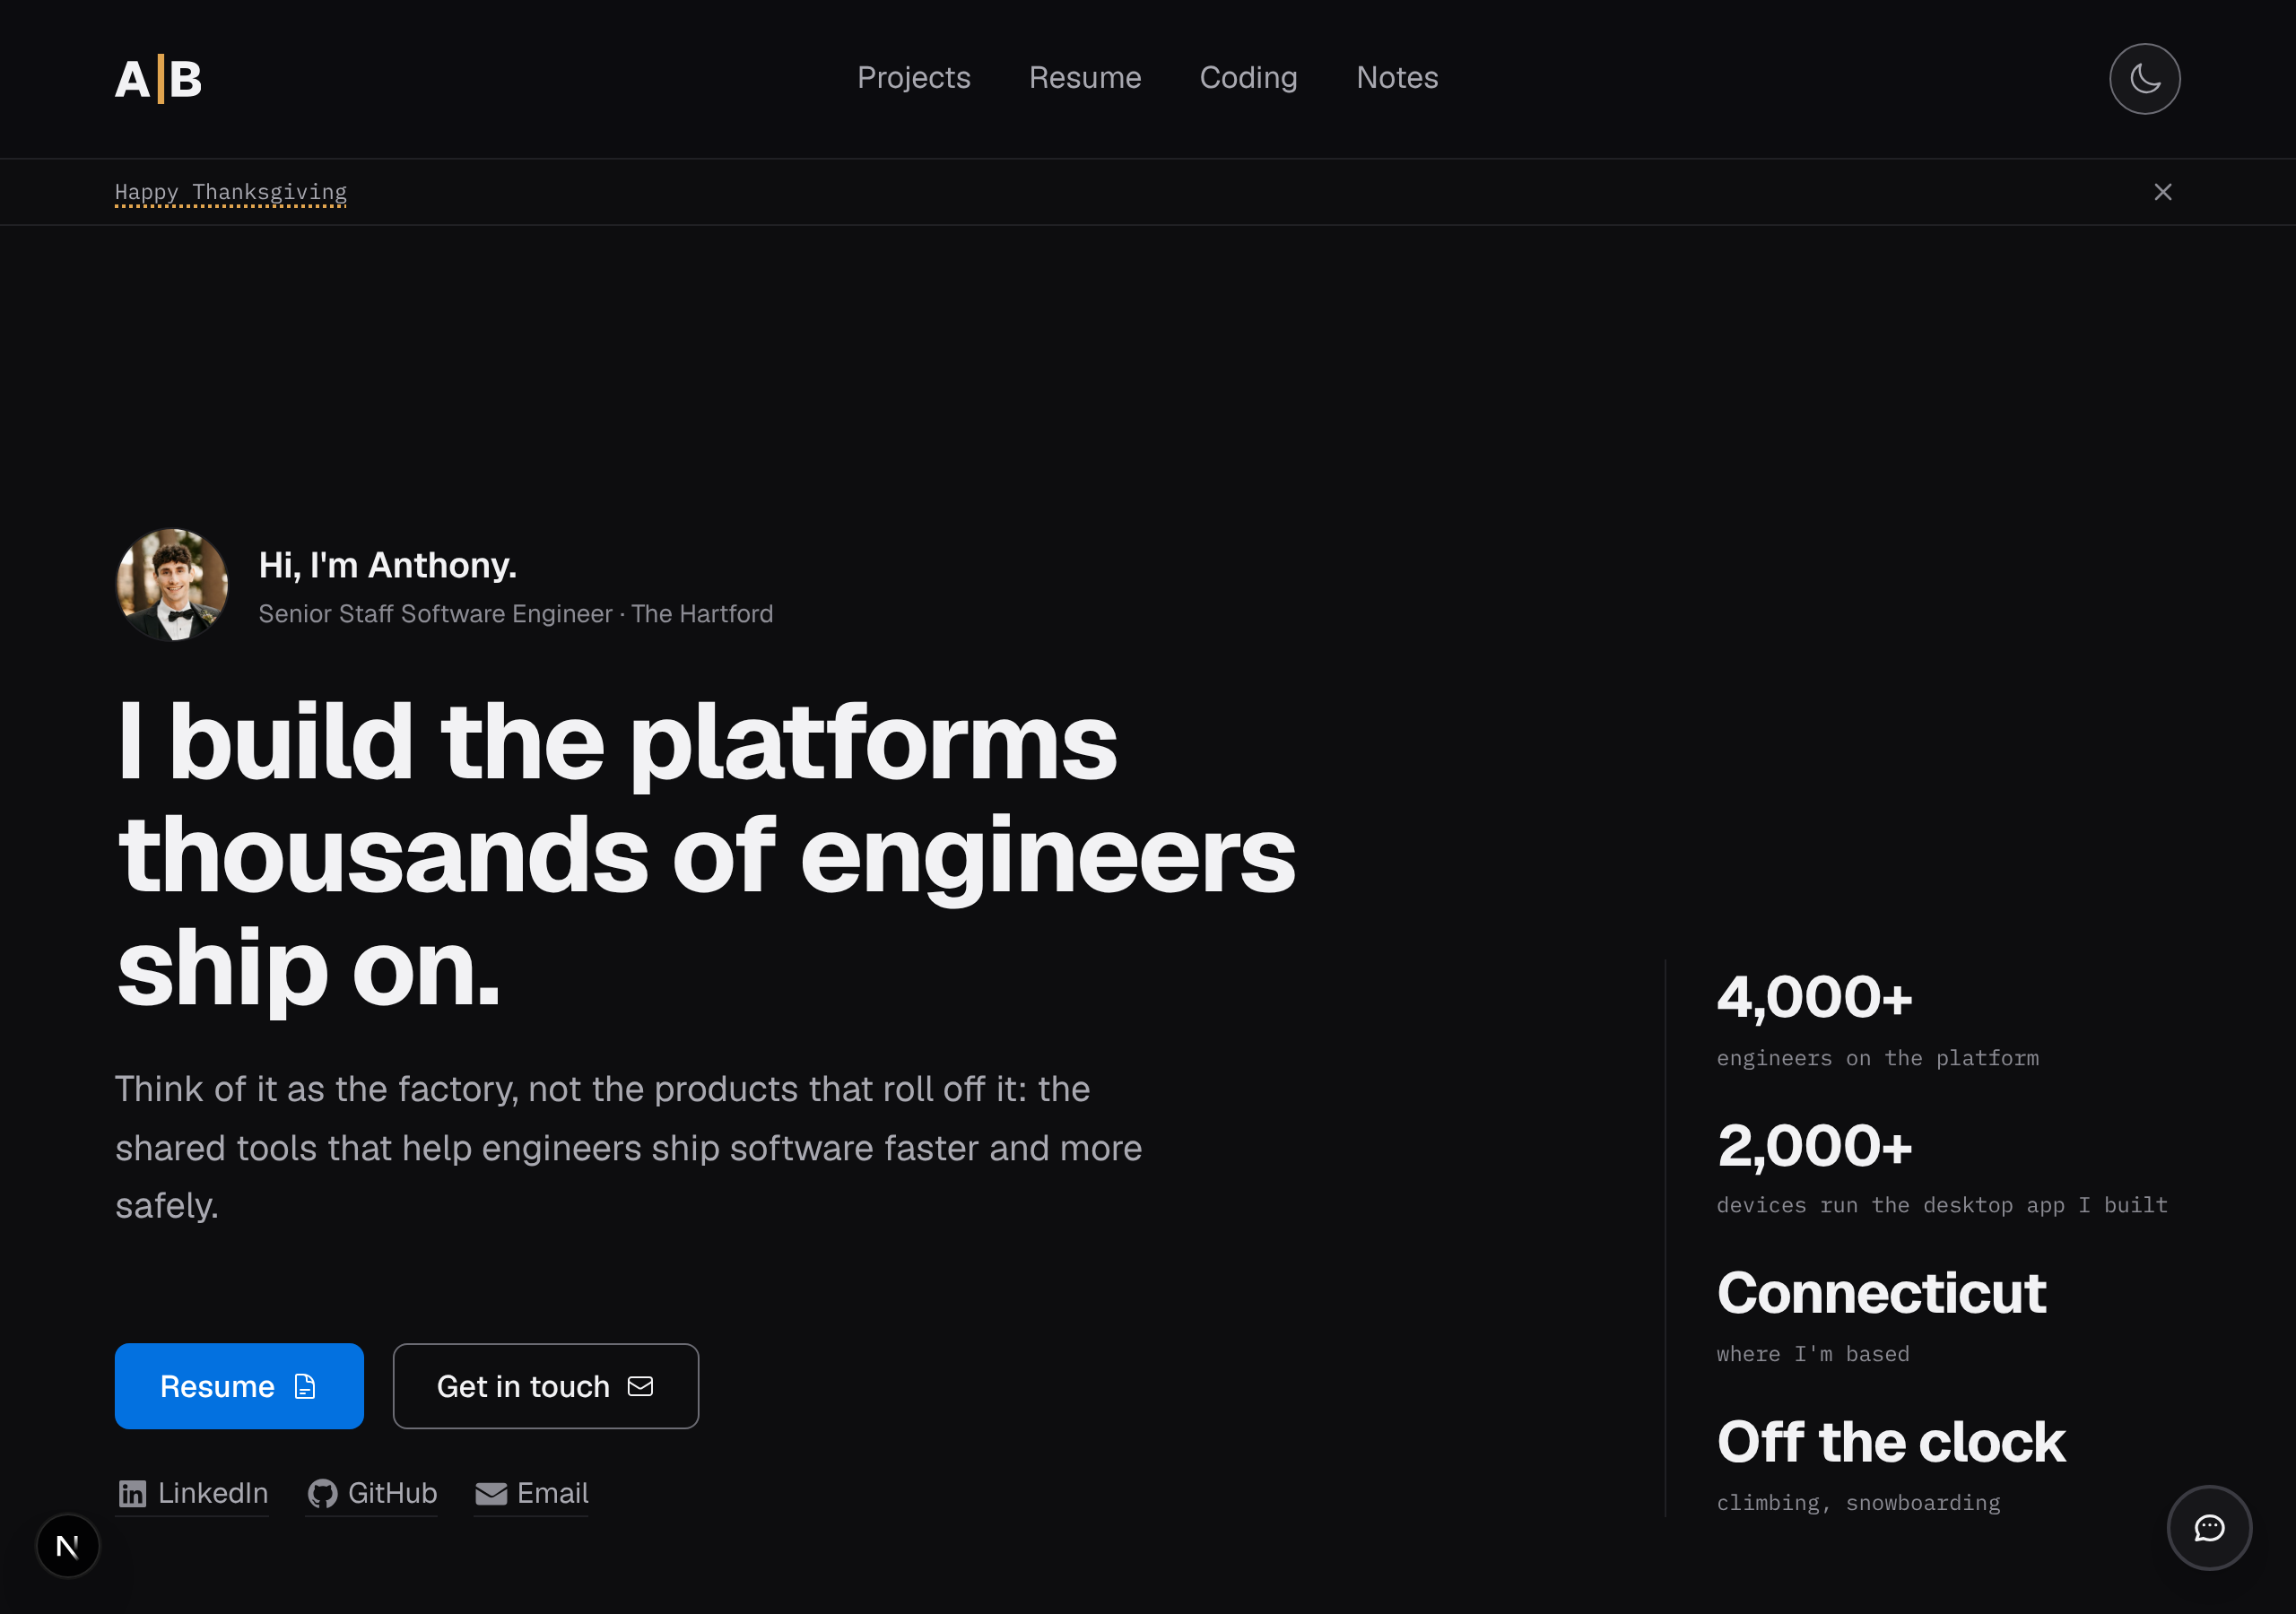 A|B
Projects Resume Coding Notes
Happy Thanksgiving
Hi, I'm Anthony.
Senior Staff Software Engineer · The Hartford
I build the platforms
thousands of engineers
ship on.
Think of it as the factory, not the products that roll off it: the
shared tools that help engineers ship software faster and more
safely.
Resume
Get in touch
LinkedIn GitHub Email
4,000+
engineers on the platform
2,000+
devices run the desktop app I built
Connecticut
where I'm based
Off the clock
climbing, snowboarding
N